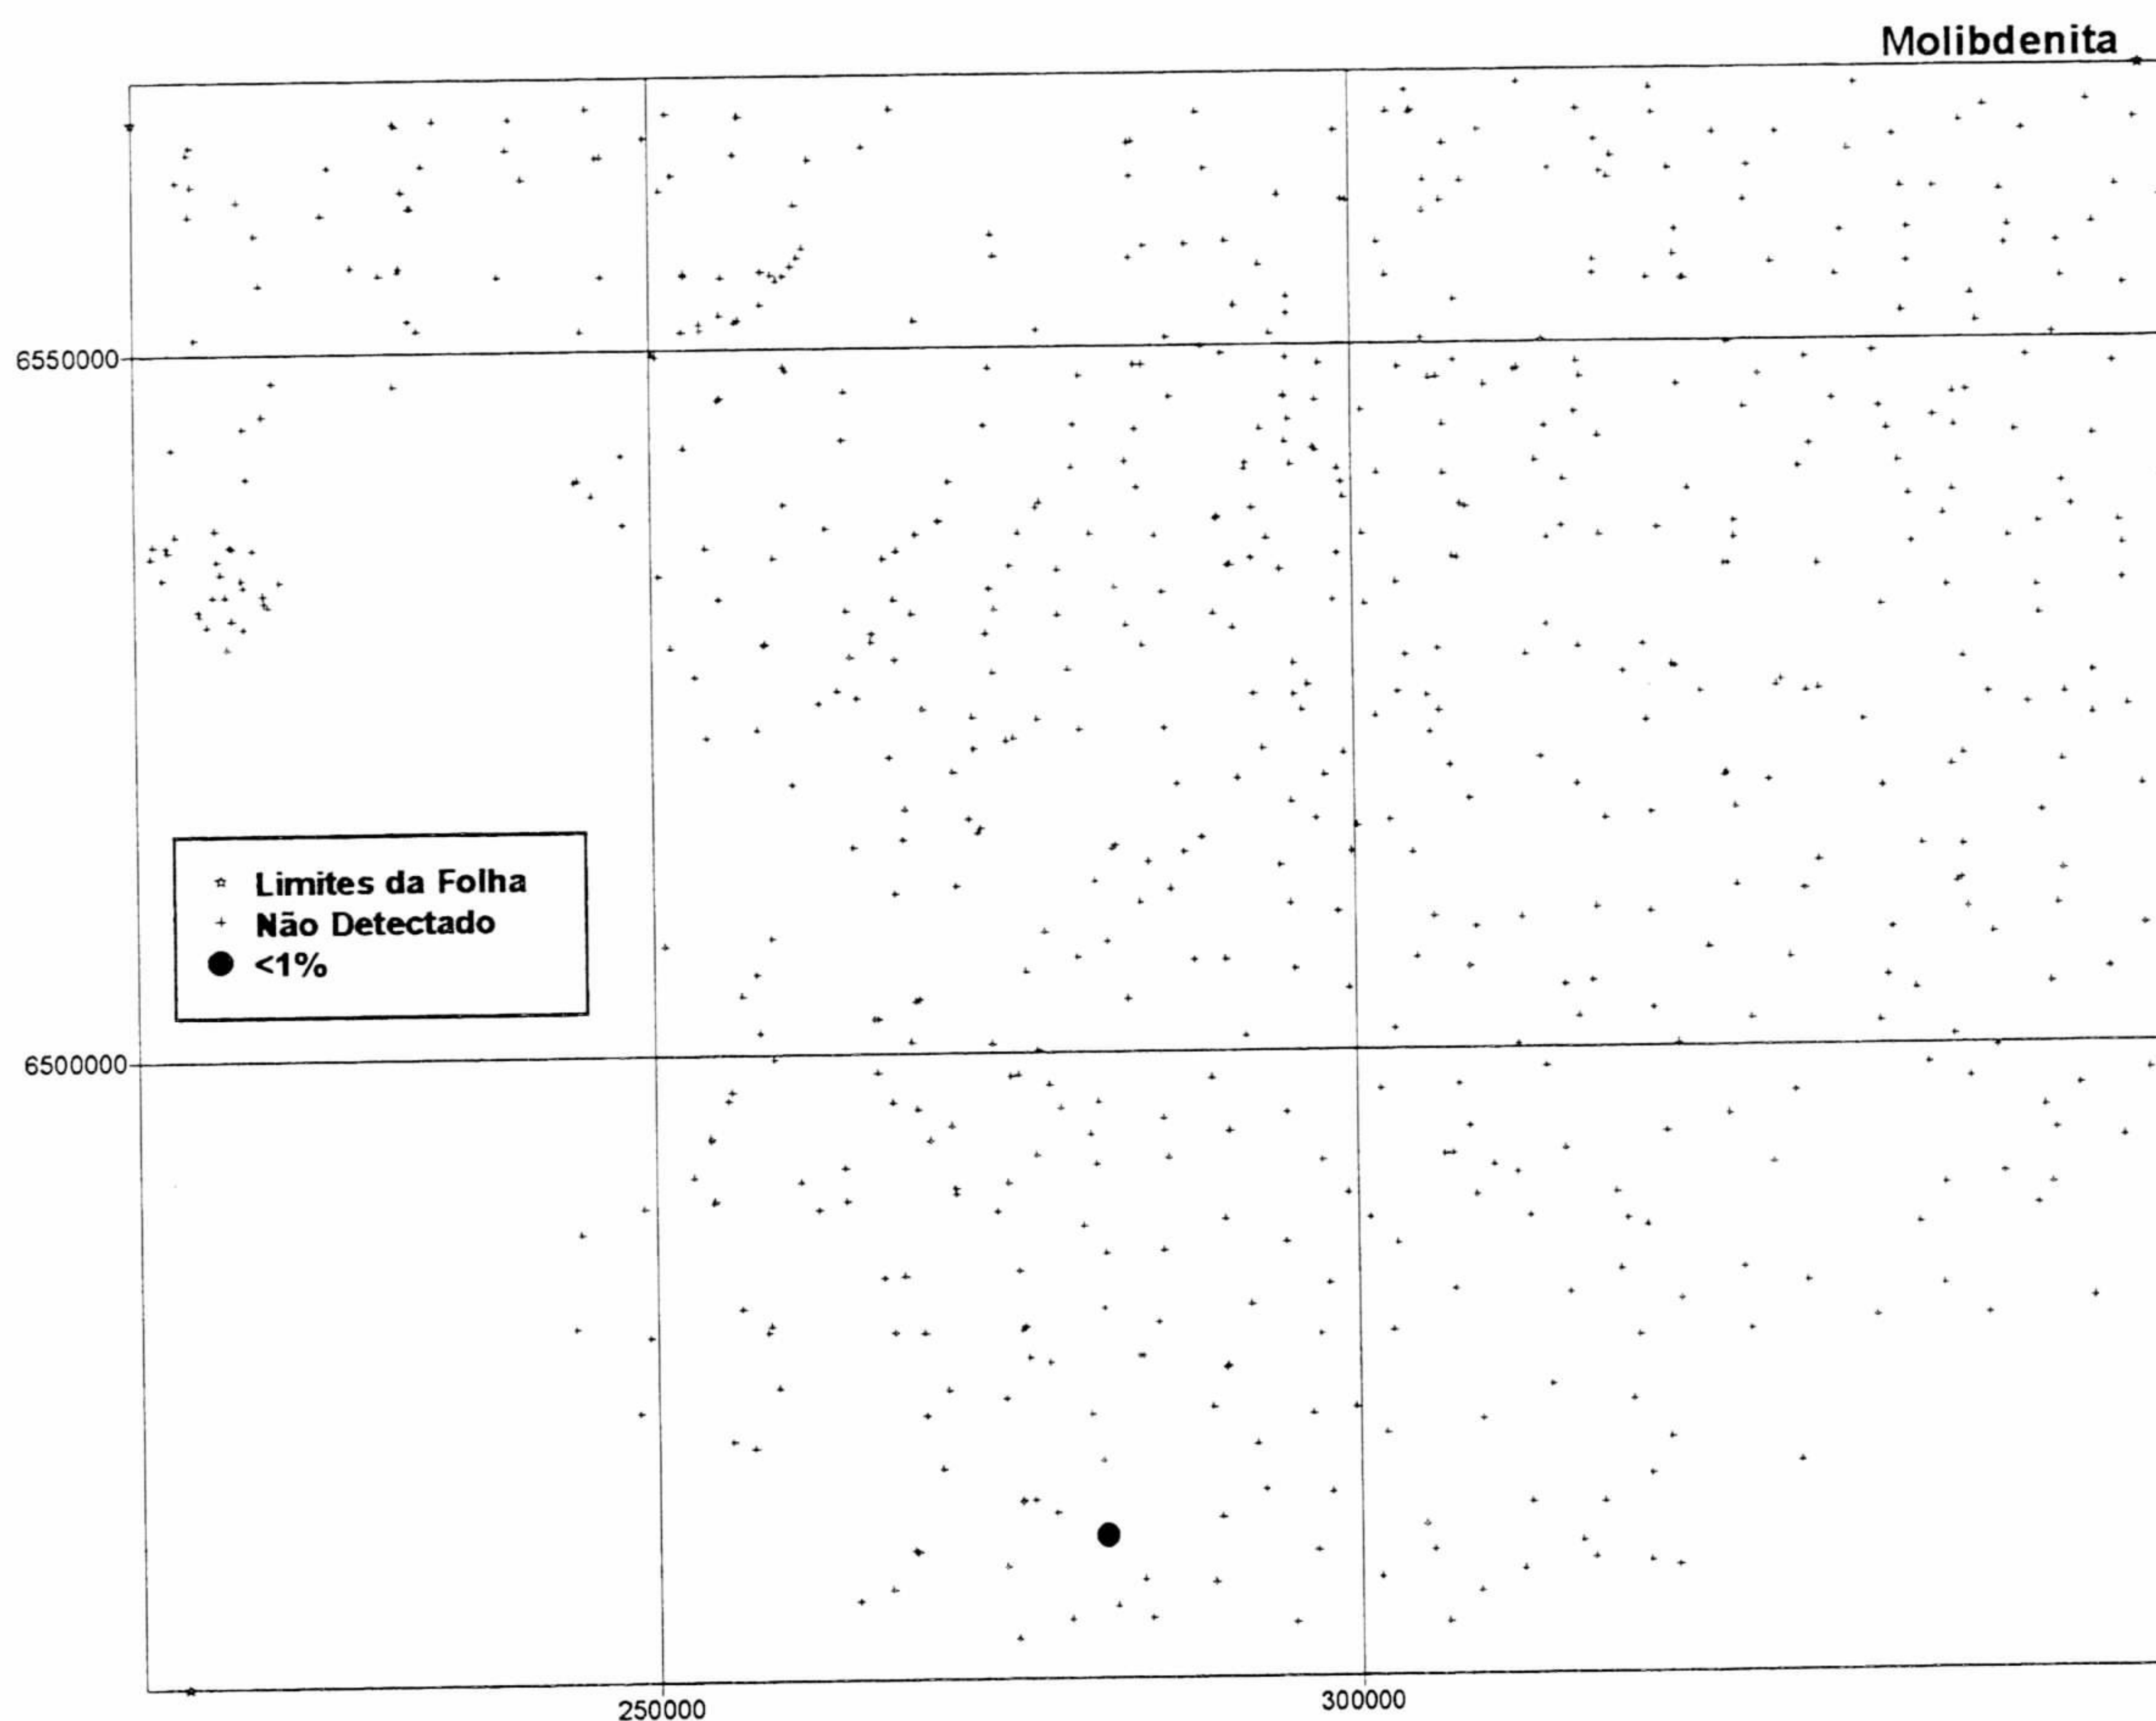 Molibdenita
6550000
Limites da Folha
Não Detectado
<1%
6500000
250000
300000